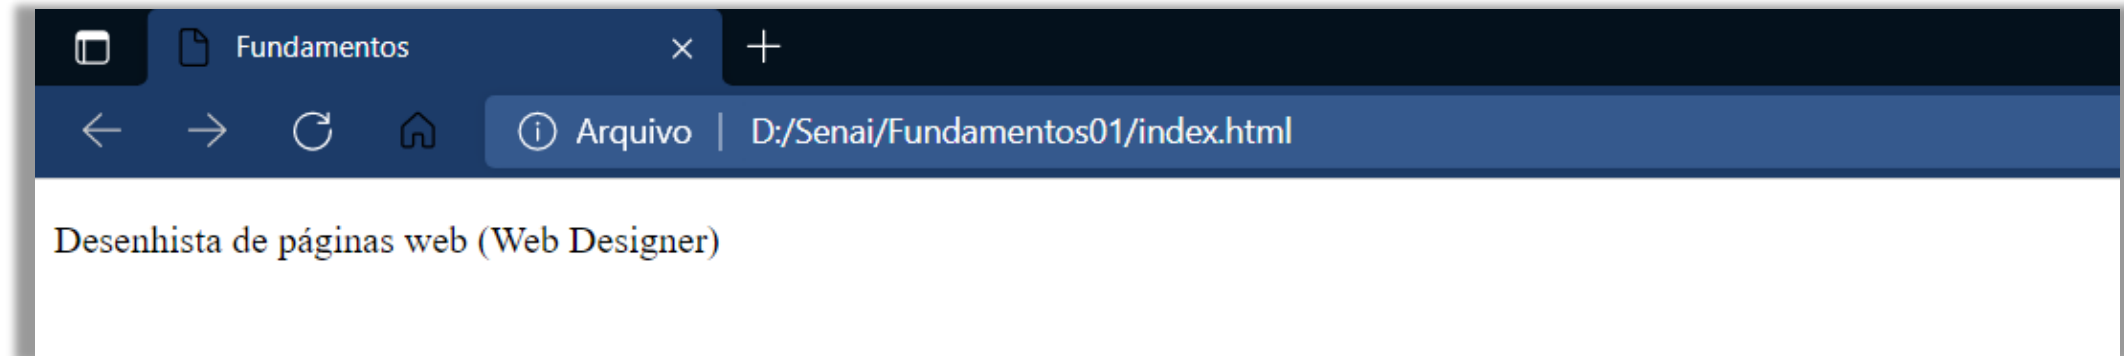 Fundamentos
Arquivo | D:/Senai/Fundamentos01/index.html
Desenhista de páginas web (Web Designer)